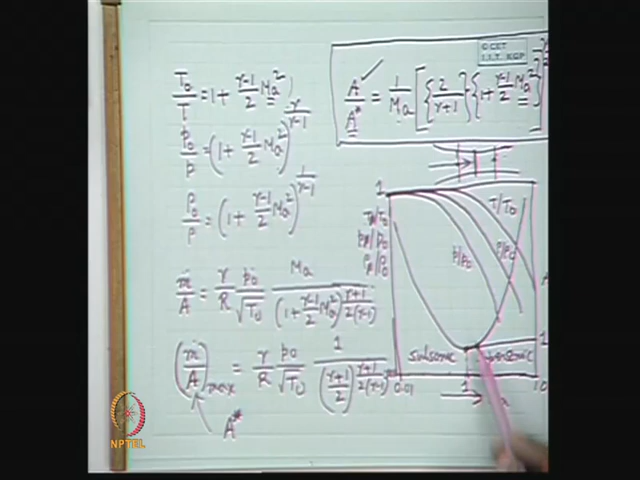 T₀/T = 1 + (γ-1)/2 Ma²
p₀/p = (1 + (γ-1)/2 Ma²)^(γ/(γ-1))
ρ₀/ρ = (1 + (γ-1)/2 Ma²)^(1/(γ-1))
ṁ/A = γ/R p₀/√T₀ Ma/(1+(γ-1)/2 Ma²)^((γ+1)/2(γ-1))
(ṁ/A)max = γ/R p₀/√T₀ 1/((γ+1)/2)^((γ+1)/2(γ-1))
A*
© CET
I.I.T. KGP
A/A* = 1/Ma [{2/(γ+1)}{1+(γ-1)/2 Ma²}]
1
T/T₀
p/p₀
ρ/ρ₀
T/T₀
p/p₀
ρ/ρ₀
A
1
subsonic
0.01
1
10
NPTEL